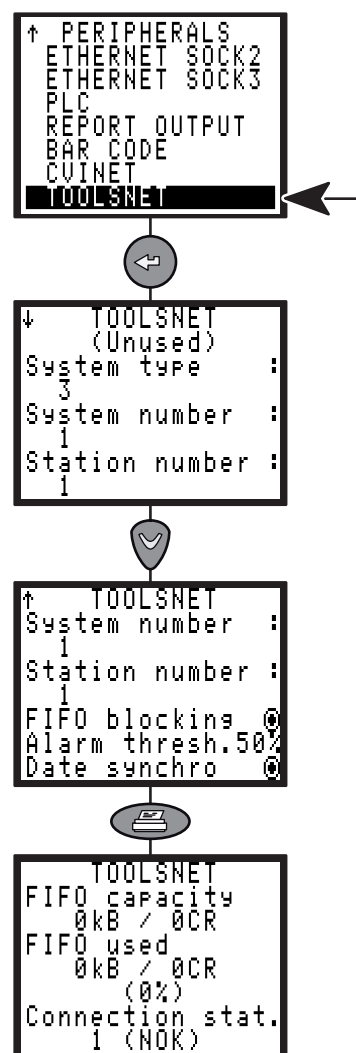 ↑ PERIPHERALS
ETHERNET SOCK2
ETHERNET SOCK3
PLC
REPORT OUTPUT
BAR CODE
CVINET
TOOLSNET
↓ TOOLSNET
(Unused)
System type :
3
System number :
1
Station number :
1
↑ TOOLSNET
System number :
1
Station number :
1
FIFO blocking
Alarm thresh.50%
Date synchro
TOOLSNET
FIFO capacity
0kB / 0CR
FIFO used
0kB / 0CR
(0%)
Connection stat.
1 (NOK)